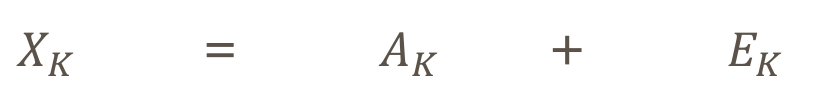 X_K = A_K + E_K